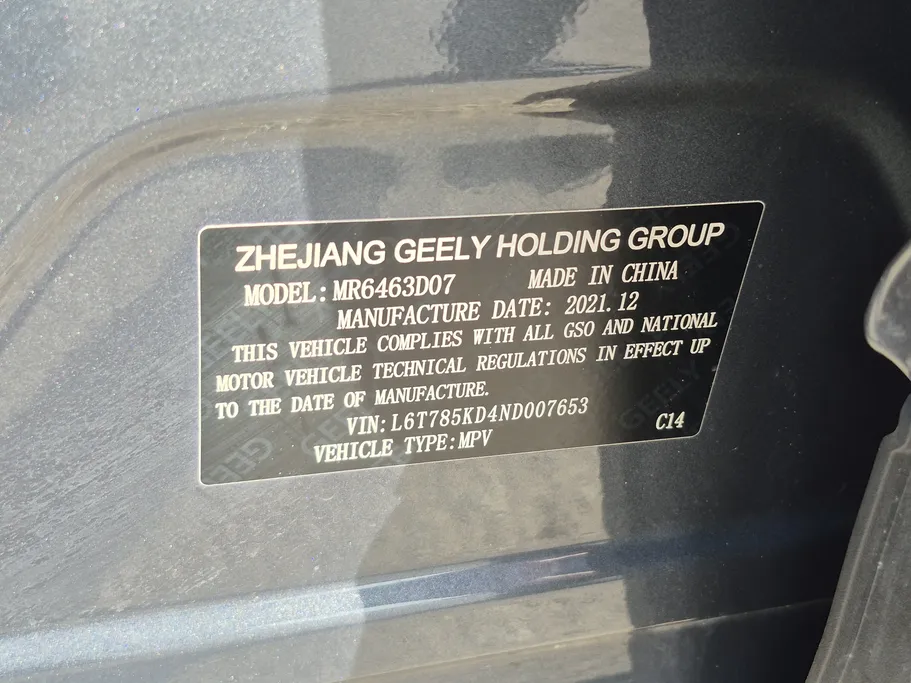 ZHEJIANG GEELY HOLDING GROUP
MODEL: MR6463D07 MADE IN CHINA
MANUFACTURE DATE: 2021.12
THIS VEHICLE COMPLIES WITH ALL GSO AND NATIONAL
MOTOR VEHICLE TECHNICAL REGULATIONS IN EFFECT UP
TO THE DATE OF MANUFACTURE.
VIN: L6T785KD4ND007653
C14
VEHICLE TYPE: MPV